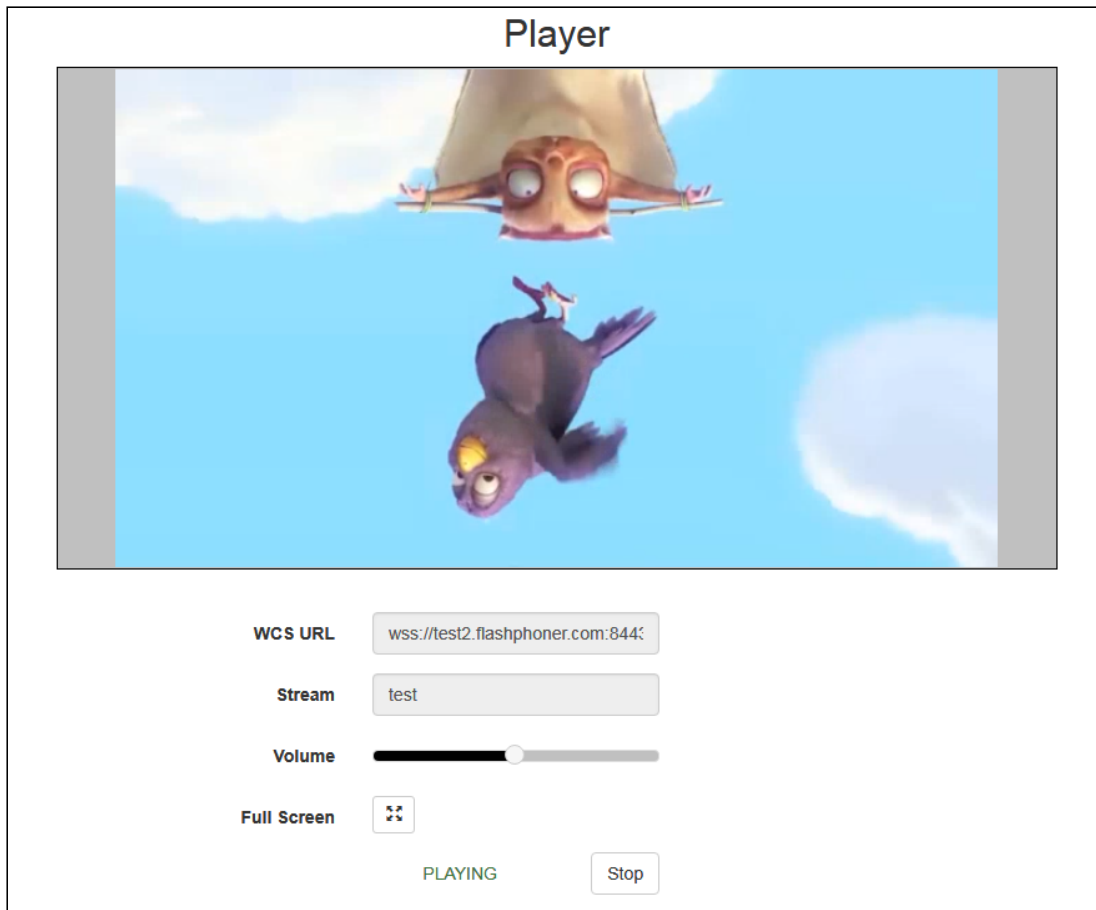 Player
WCS URL wss://test2.flashphoner.com:8443
Stream test
Volume
Full Screen
PLAYING Stop